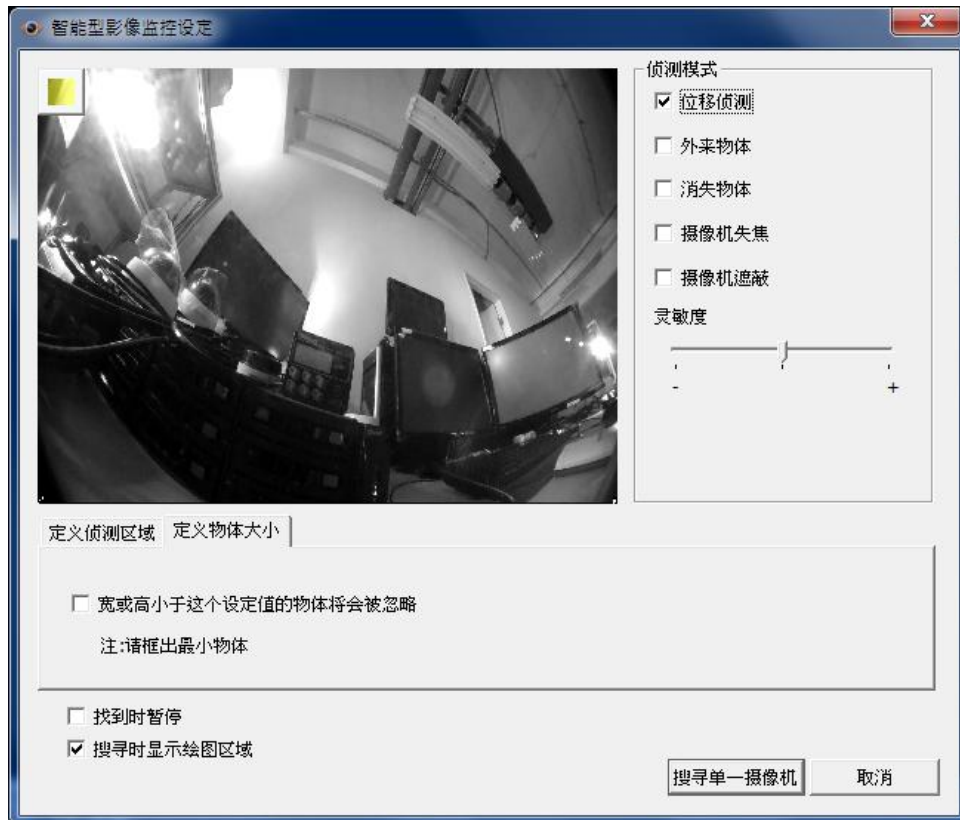 智能型影像监控设定
侦测模式
位移侦测
外来物体
消失物体
摄像机失焦
摄像机遮蔽
灵敏度
- +
定义侦测区域 定义物体大小
宽或高小于这个设定值的物体将会被忽略
注:请框出最小物体
找到时暂停
搜寻时显示绘图区域
搜寻单一摄像机 取消